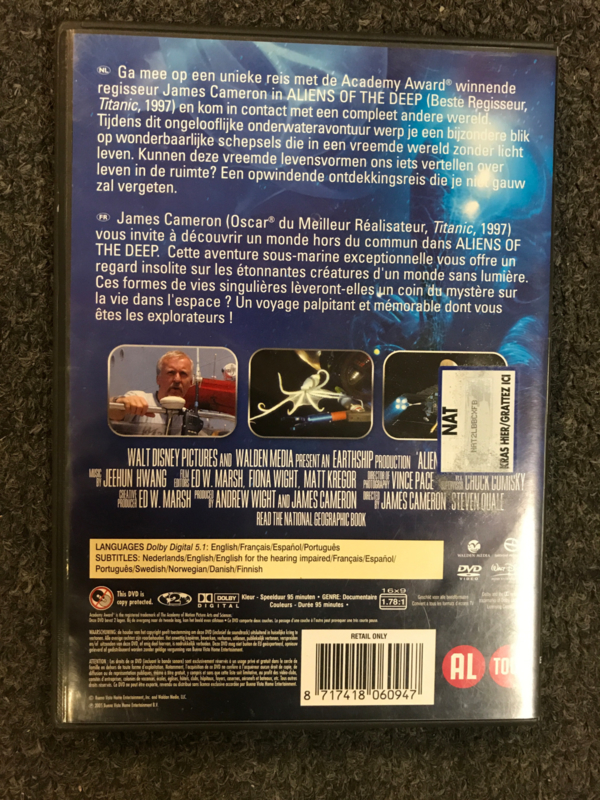 NL Ga mee op een unieke reis met de Academy Award® winnende
regisseur James Cameron in ALIENS OF THE DEEP (Beste Regisseur,
Titanic, 1997) en kom in contact met een compleet andere wereld.
Tijdens dit ongelooflijke onderwateravontuur werp je een bijzondere blik
op wonderbaarlijke schepsels die in een vreemde wereld zonder licht
leven. Kunnen deze vreemde levensvormen ons iets vertellen over
leven in de ruimte? Een opwindende ontdekkingsreis die je niet gauw
zal vergeten.
FR James Cameron (Oscar® du Meilleur Réalisateur, Titanic, 1997)
vous invite à découvrir un monde hors du commun dans ALIENS OF
THE DEEP. Cette aventure sous-marine exceptionnelle vous offre un
regard insolite sur les étonnantes créatures d'un monde sans lumière.
Ces formes de vies singulières lèveront-elles un coin du mystère sur
la vie dans l'espace ? Un voyage palpitant et mémorable dont vous
êtes les explorateurs !
NAT
KRAS HIER/GRATTEZ ICI
WALT DISNEY PICTURES AND WALDEN MEDIA PRESENT AN EARTHSHIP PRODUCTION 'ALIEN
MUSIC BY JEEHUN HWANG FILM EDITORS ED W. MARSH, FIONA WIGHT, MATT KREGOR DIRECTOR OF PHOTOGRAPHY VINCE PACE CHUCK COMISKY
CREATIVE PRODUCER ED W. MARSH PRODUCED BY ANDREW WIGHT AND JAMES CAMERON DIRECTED BY JAMES CAMERON STEVEN QUALE
READ THE NATIONAL GEOGRAPHIC BOOK
LANGUAGES Dolby Digital 5.1: English/Français/Español/Português
SUBTITLES: Nederlands/English/English for the hearing impaired/Français/Español/
Português/Swedish/Norwegian/Danish/Finnish
WALDEN MEDIA
This DVD is
copy protected.
2
DOLBY
DIGITAL
Kleur - Speelduur 95 minuten - GENRE: Documentaire
Couleurs - Durée 95 minutes.
16x9
1.78:1
DVD
VIDEO
RETAIL ONLY
8 717418 060947
AL
© Buena Vista Home Entertainment, Inc. and Walden Media, LLC.